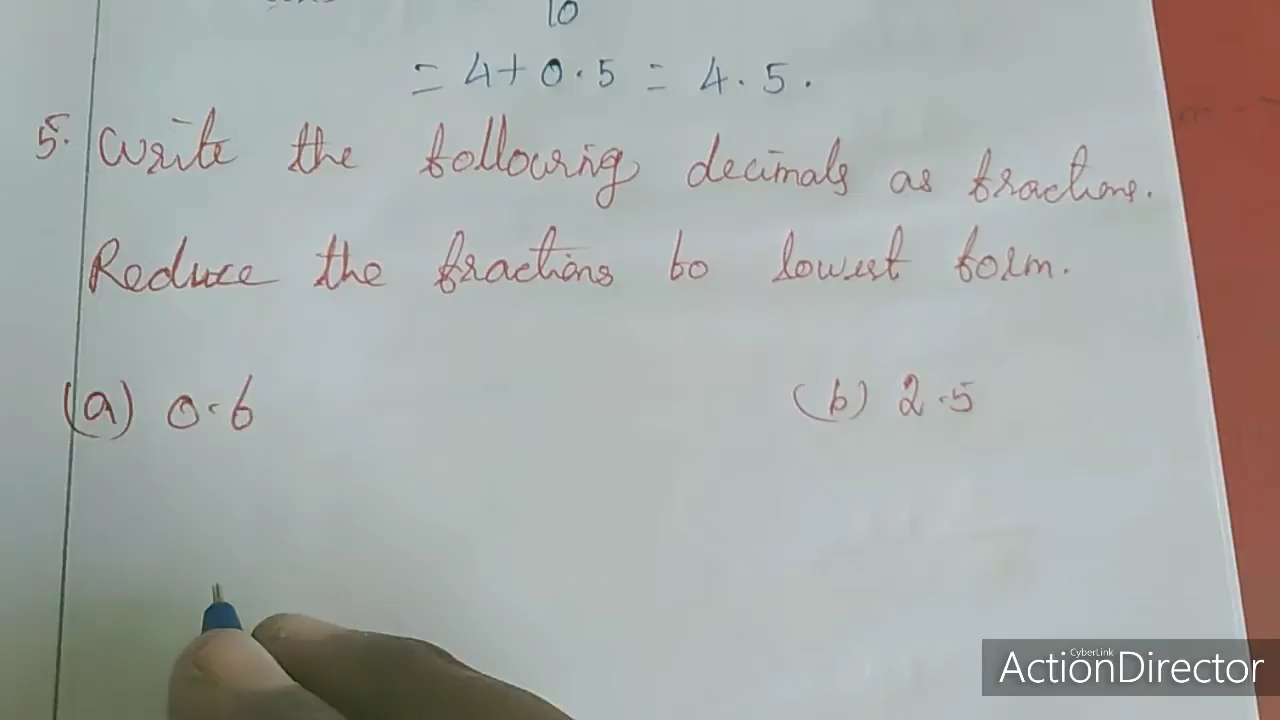 10
= 4+ 0.5 = 4.5.
5. Write the following decimals as fractions.
Reduce the fractions to lowest form.
(a) 0.6 (b) 2.5
CyberLink
ActionDirector